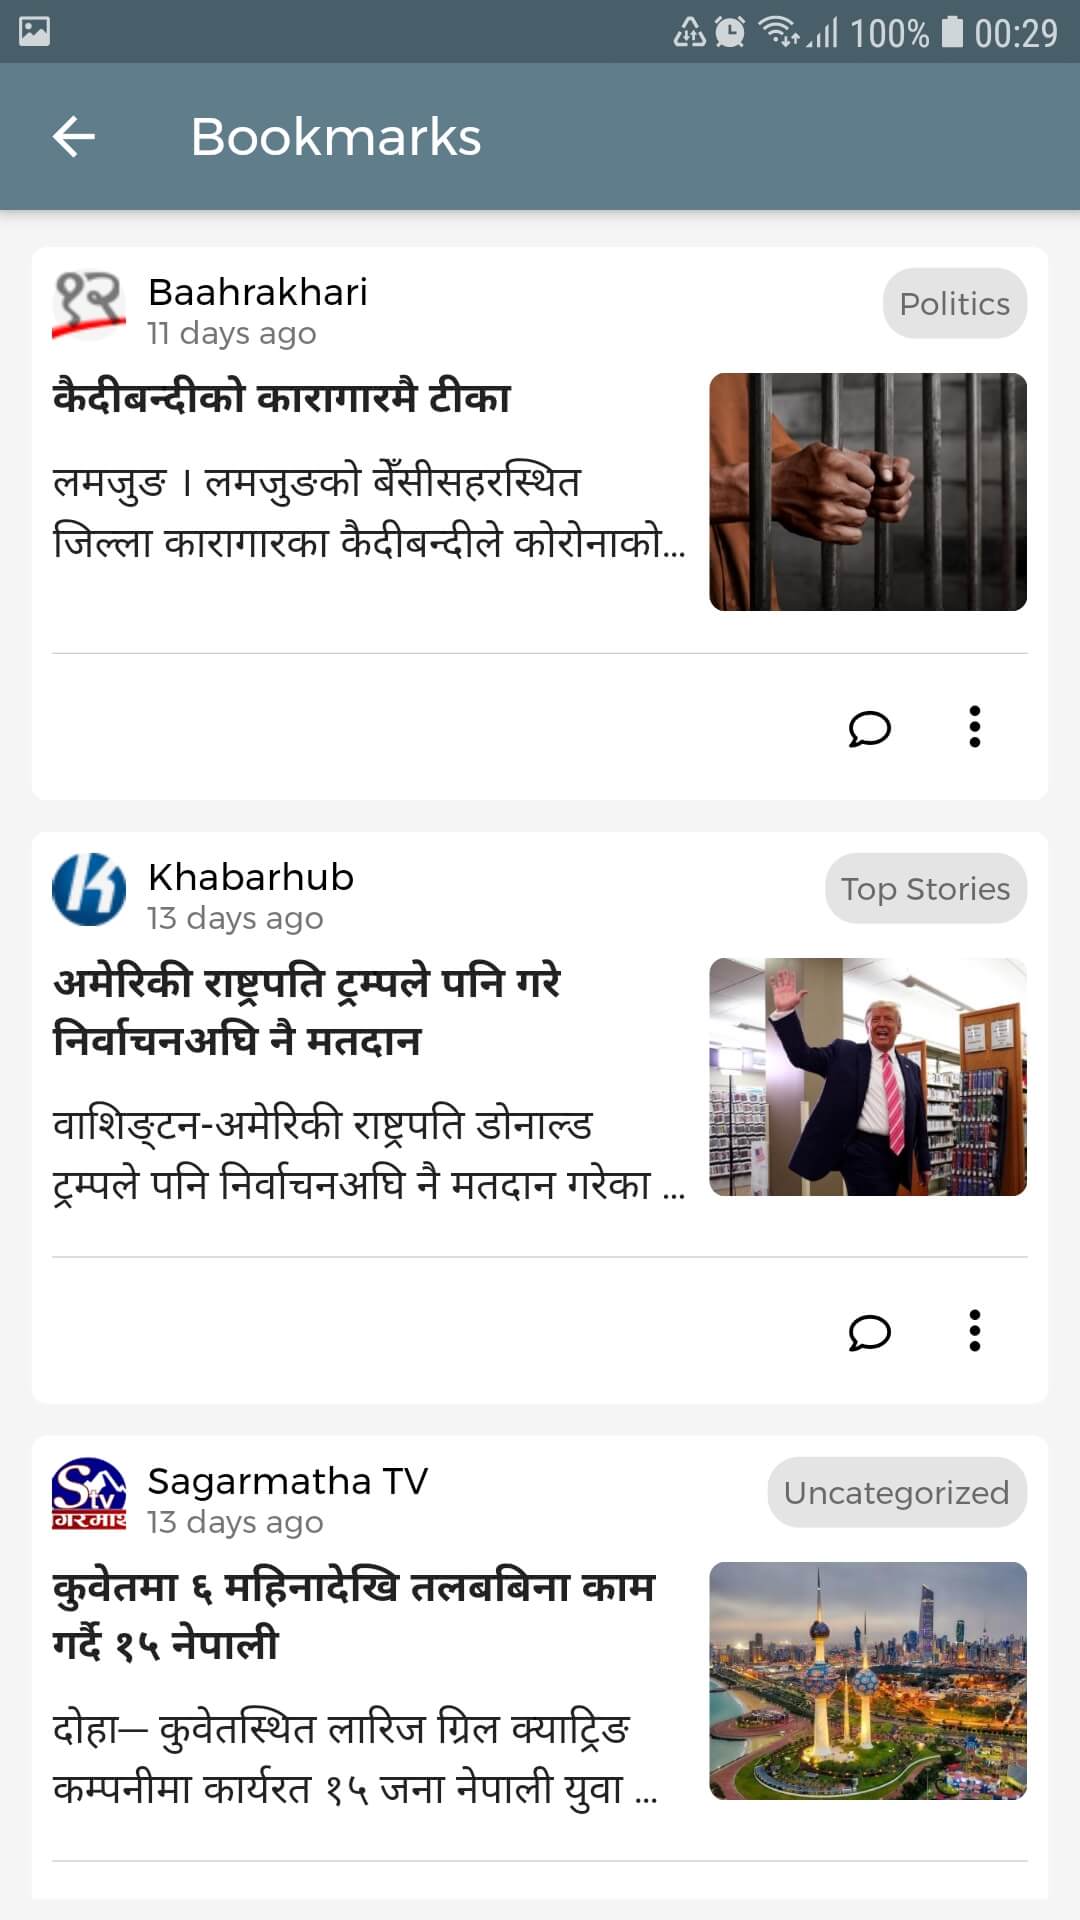 100% 00:29
Bookmarks
१२
Baahrakhari
Politics
11 days ago
कैदीबन्दीको कारागारमै टीका
लमजुङ । लमजुङको बेँसीसहरस्थित
जिल्ला कारागारका कैदीबन्दीले कोरोनाको...
Khabarhub
Top Stories
13 days ago
अमेरिकी राष्ट्रपति ट्रम्पले पनि गरे
निर्वाचनअघि नै मतदान
वाशिङ्टन-अमेरिकी राष्ट्रपति डोनाल्ड
ट्रम्पले पनि निर्वाचनअघि नै मतदान गरेका ...
Stv
गरमाथ
Sagarmatha TV
Uncategorized
13 days ago
कुवेतमा ६ महिनादेखि तलबबिना काम
गर्दै १५ नेपाली
दोहा— कुवेतस्थित लारिज ग्रिल क्याट्रिङ
कम्पनीमा कार्यरत १५ जना नेपाली युवा ...